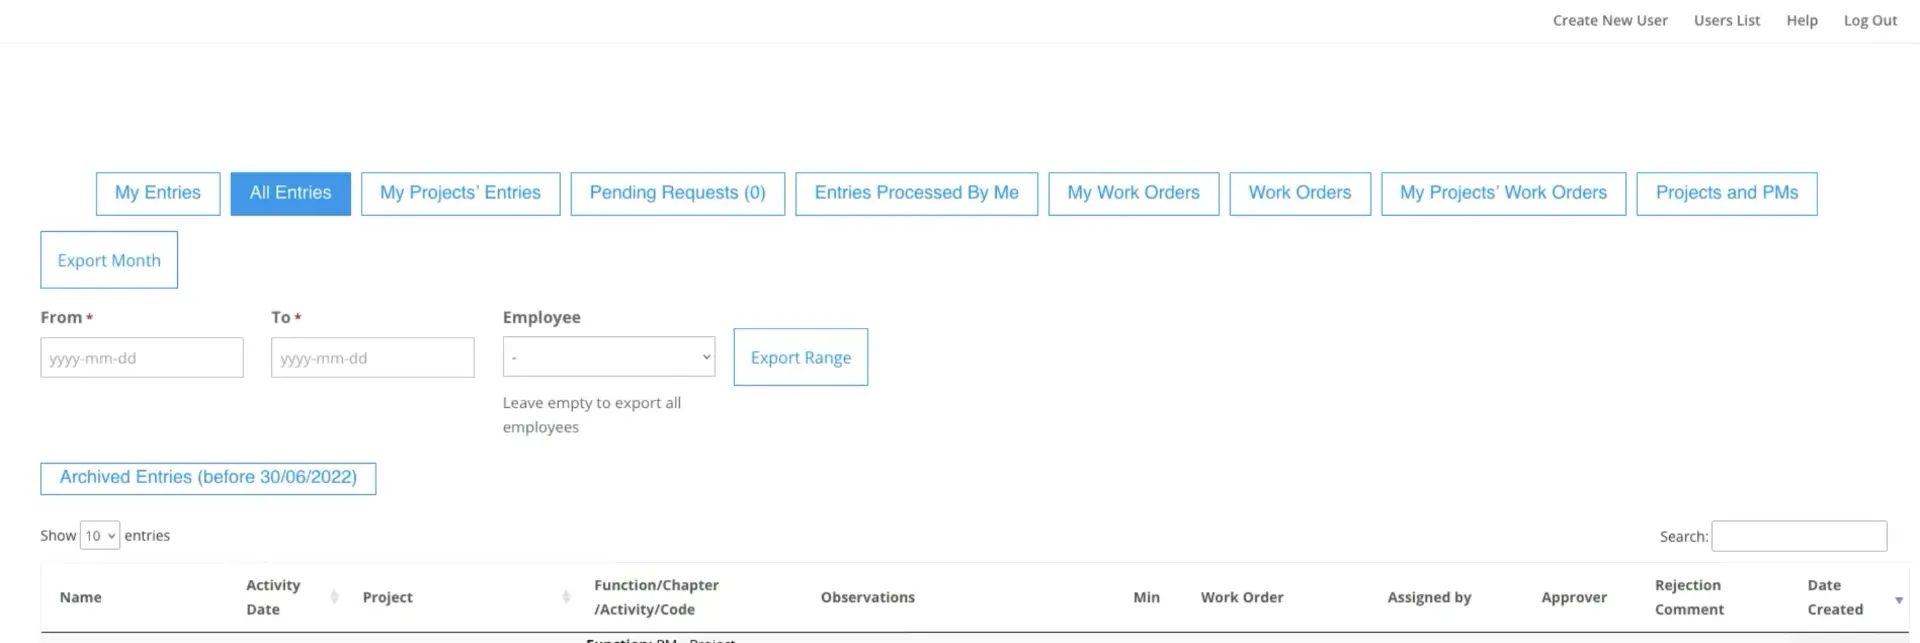 Create New User Users List Help Log Out
My Entries All Entries My Projects’ Entries Pending Requests (0) Entries Processed By Me My Work Orders Work Orders My Projects’ Work Orders Projects and PMs
Export Month
From * To * Employee
yyyy-mm-dd yyyy-mm-dd - Export Range
Leave empty to export all
employees
Archived Entries (before 30/06/2022)
Show 10 entries Search:
Name Activity Date Project Function/Chapter /Activity/Code Observations Min Work Order Assigned by Approver Rejection Comment Date Created
Function: PM - Project